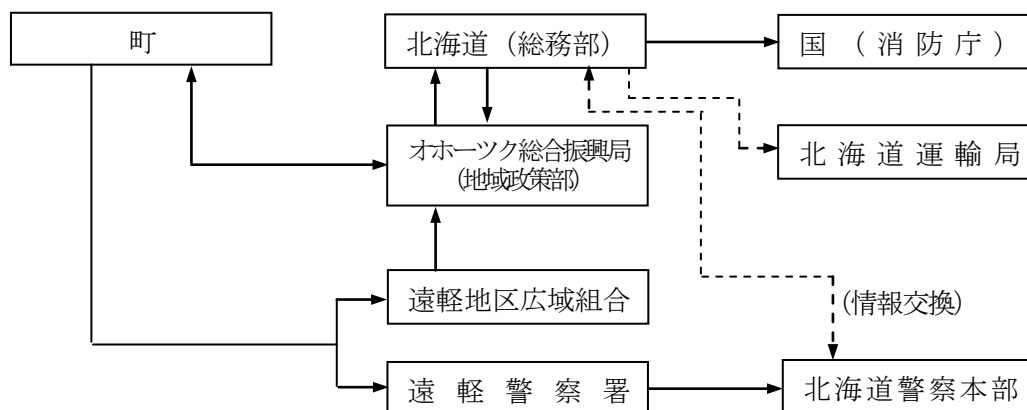 町
北海道（総務部）
国（消防庁）
オホーツク総合振興局
(地域政策部)
北海道運輸局
遠軽地区広域組合
(情報交換)
遠軽警察署
北海道警察本部